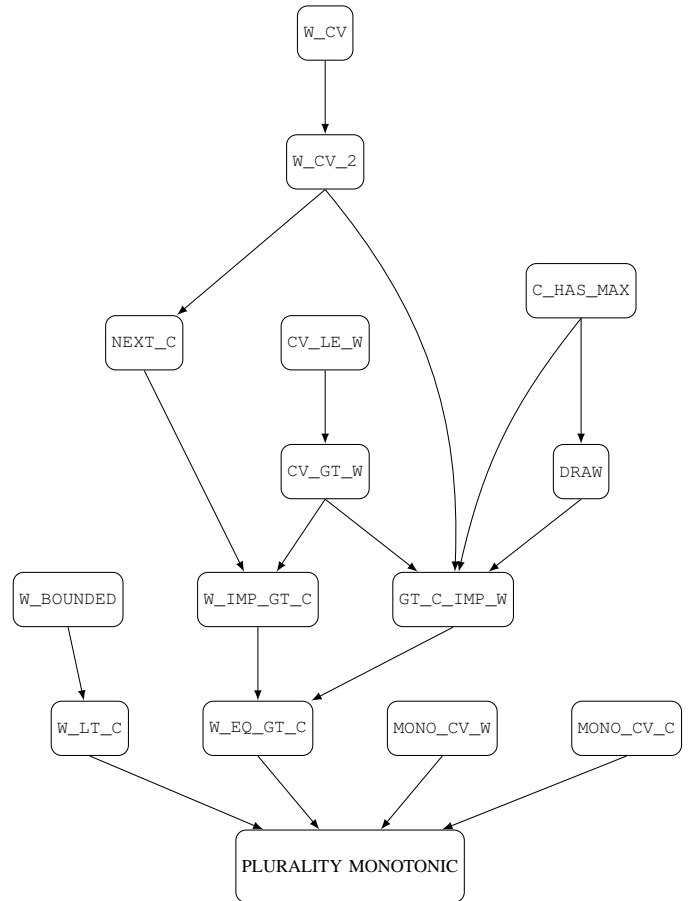 W_CV
W_CV_2
C_HAS_MAX
NEXT_C
CV_LE_W
CV_GT_W
DRAW
W_BOUNDED
W_IMP_GT_C
GT_C_IMP_W
W_LT_C
W_EQ_GT_C
MONO_CV_W
MONO_CV_C
PLURALITY MONOTONIC